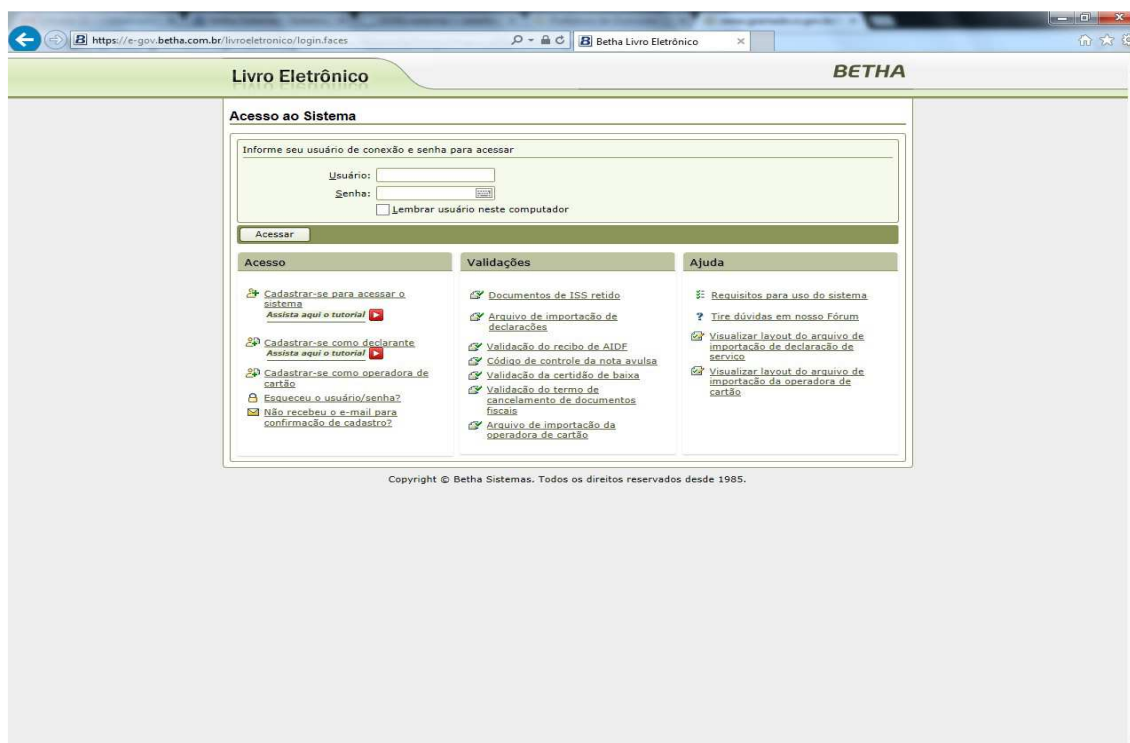 https://e-gov.betha.com.br/livroeletronico/login.faces
Betha Livro Eletrônico
Livro Eletrônico
BETHA
Acesso ao Sistema
Informe seu usuário de conexão e senha para acessar
Usuário:
Senha:
Lembrar usuário neste computador
Acessar
Acesso
Cadastrar-se para acessar o
sistema
Assista aqui o tutorial
Cadastrar-se como declarante
Assista aqui o tutorial
Cadastrar-se como operadora de
cartão
Esqueceu o usuário/senha?
Não recebeu o e-mail para
confirmação de cadastro?
Validações
Documentos de ISS retido
Arquivo de importação de
declarações
Validação do recibo de AIDF
Código de controle da nota avulsa
Validação da certidão de baixa
Validação do termo de
cancelamento de documentos
fiscais
Arquivo de importação da
operadora de cartão
Ajuda
Requisitos para uso do sistema
Tire dúvidas em nosso Fórum
Visualizar layout do arquivo de
importação de declaração de
serviço
Visualizar layout do arquivo de
importação da operadora de
cartão
Copyright © Betha Sistemas. Todos os direitos reservados desde 1985.